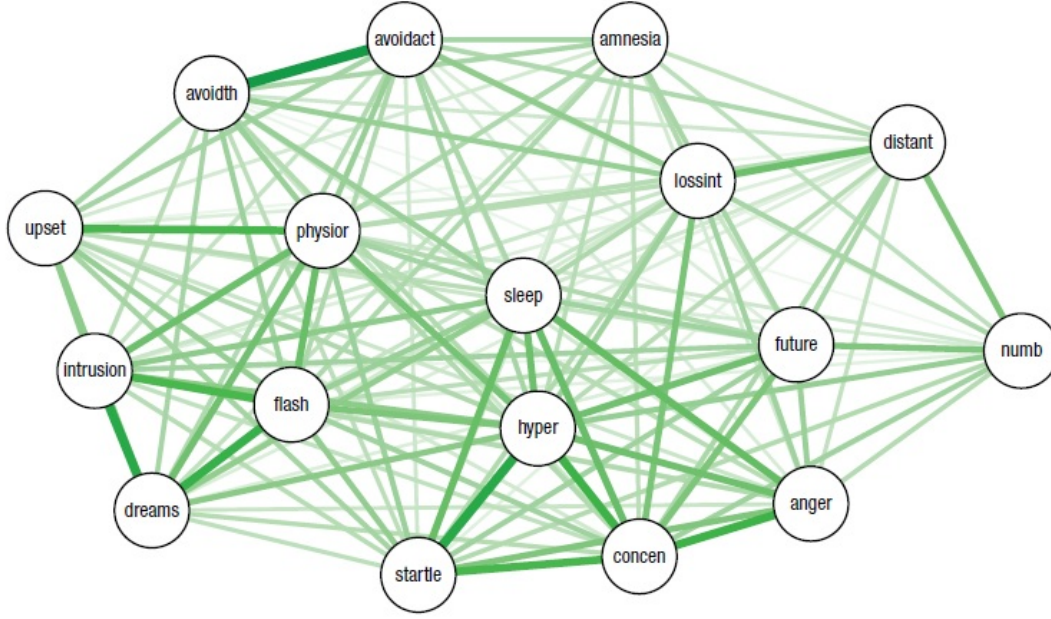 avoidact
amnesia
avoidth
distant
lossint
upset
physior
sleep
future
numb
intrusion
flash
hyper
dreams
anger
concen
startle